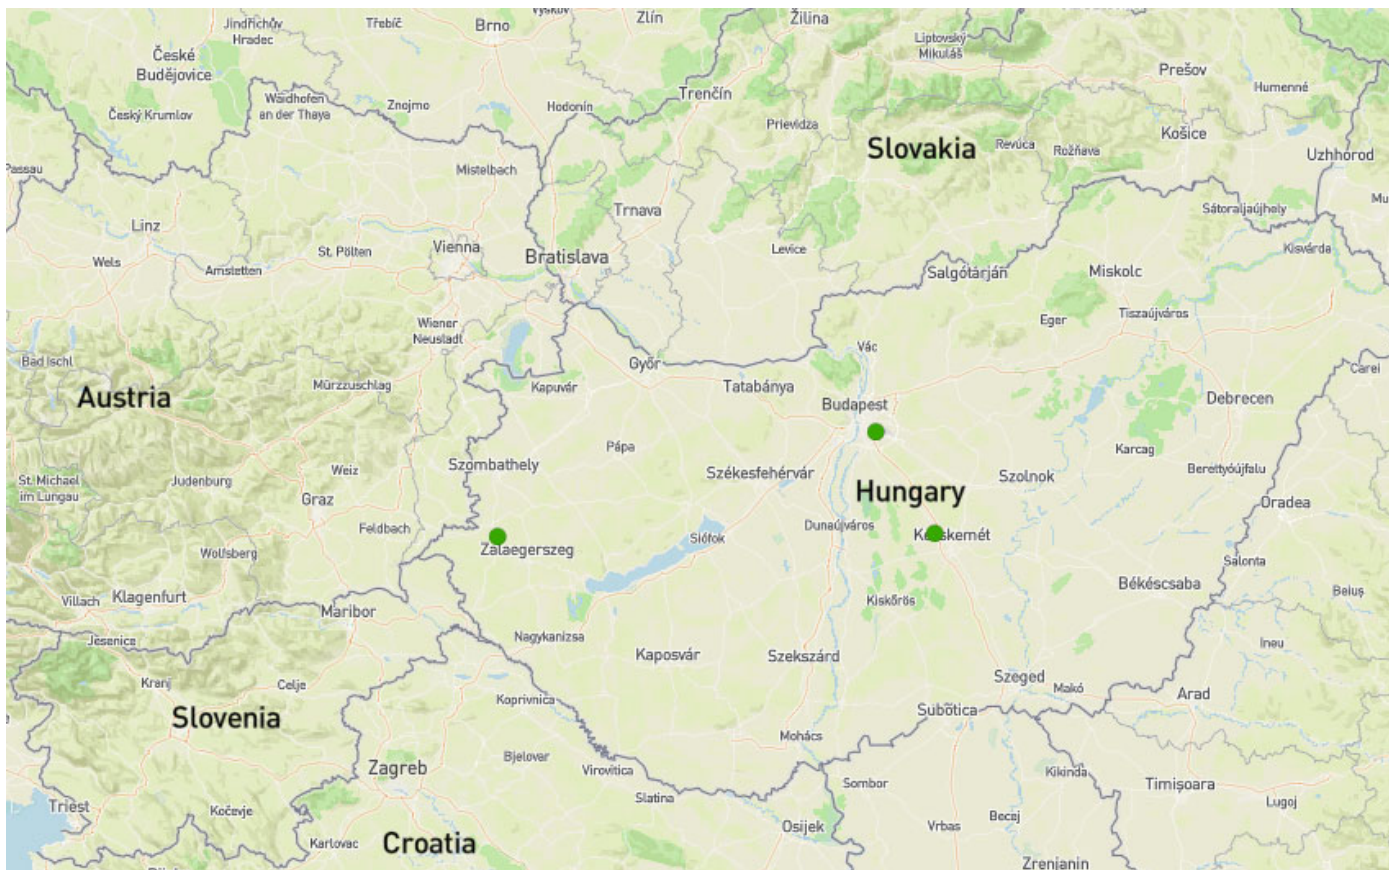 Jindřichův
Hradec
Třebíč
Brno
Vyškov
Zlín
Žilina
Liptovský
Mikuláš
Prešov
České
Budějovice
Humenné
Český Krumlov
Waidhofen
an der Thaya
Znojmo
Hodonín
Trenčín
Prievidza
Slovakia
Revúca
Rožňava
Košice
Uzhhorod
Passau
Mistelbach
Linz
Trnava
Sátoraljaújhely
Wels
Amstetten
St. Pölten
Vienna
Bratislava
Levice
Salgótarján
Miskolc
Kisvárda
Wiener
Neustadt
Eger
Tiszaújváros
Bad Ischl
Vác
Győr
Carei
Austria
Mürzzuschlag
Kapuvár
Tatabánya
Budapest
Debrecen
Pápa
Karcag
Szombathely
Székesfehérvár
Szolnok
Berettyóújfalu
St. Michael
im Lungau
Judenburg
Weiz
Graz
Hungary
Oradea
Feldbach
Dunaújváros
Siófok
Kecskemét
Zalaegerszeg
Wolfsberg
Salonta
Villach
Klagenfurt
Maribor
Kiskőrös
Békéscsaba
Beiuș
Jesenice
Nagykanizsa
Kaposvár
Szekszárd
Ineu
Kranj
Celje
Koprivnica
Szeged
Makó
Arad
Slovenia
Subotica
Mohács
Zagreb
Bjelovar
Virovitica
Sombor
Kikinda
Timișoara
Triest
Kočevje
Slatina
Lugoj
Karlovac
Croatia
Osijek
Vrbas
Becej
Zrenjanin